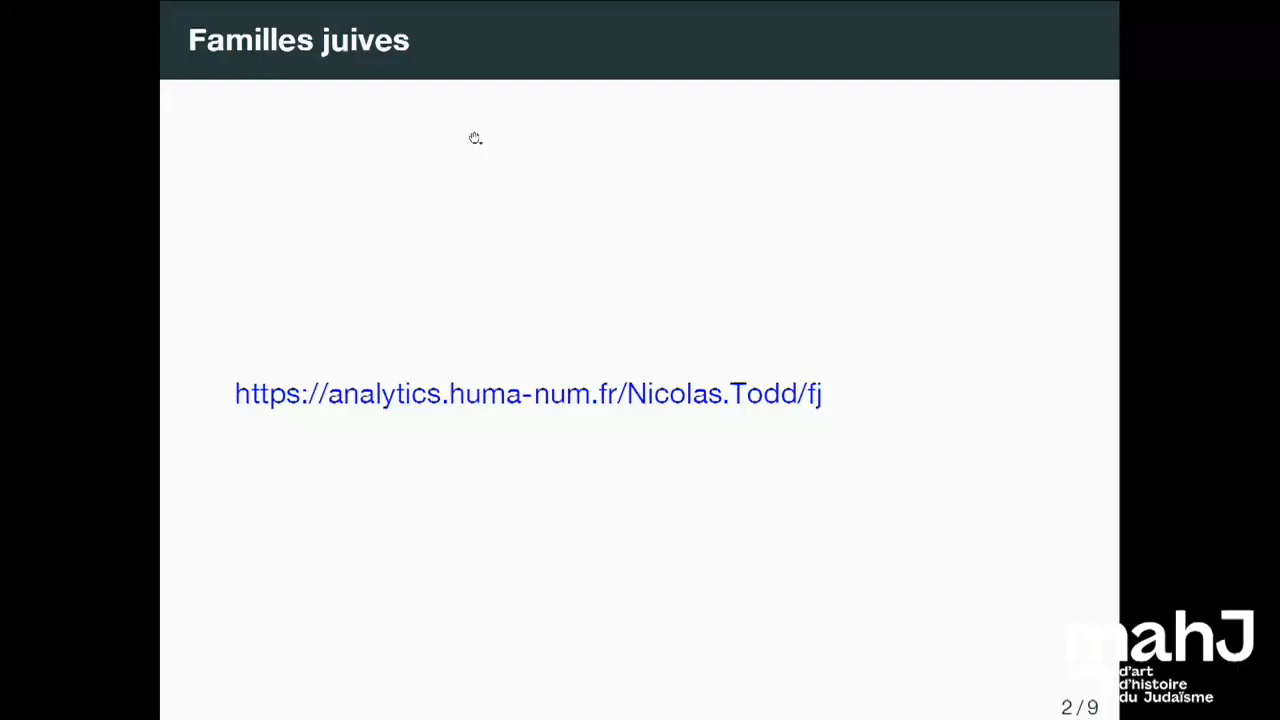 Familles juives
https://analytics.huma-num.fr/Nicolas.Todd/fj
mahJ
d'art
d'histoire
du Judaïsme
2 / 9